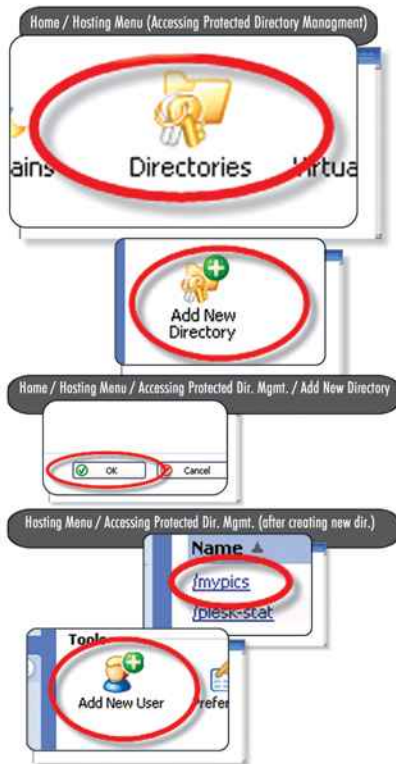 Home / Hosting Menu (Accessing Protected Directory Managment)
ains Directories Virtua
Add New
Directory
Home / Hosting Menu / Accessing Protected Dir. Mgmt. / Add New Directory
OK Cancel
Hosting Menu / Accessing Protected Dir. Mgmt. (after creating new dir.)
Name
/mypics
/plesk-stat
Tools
Add New User Prefer